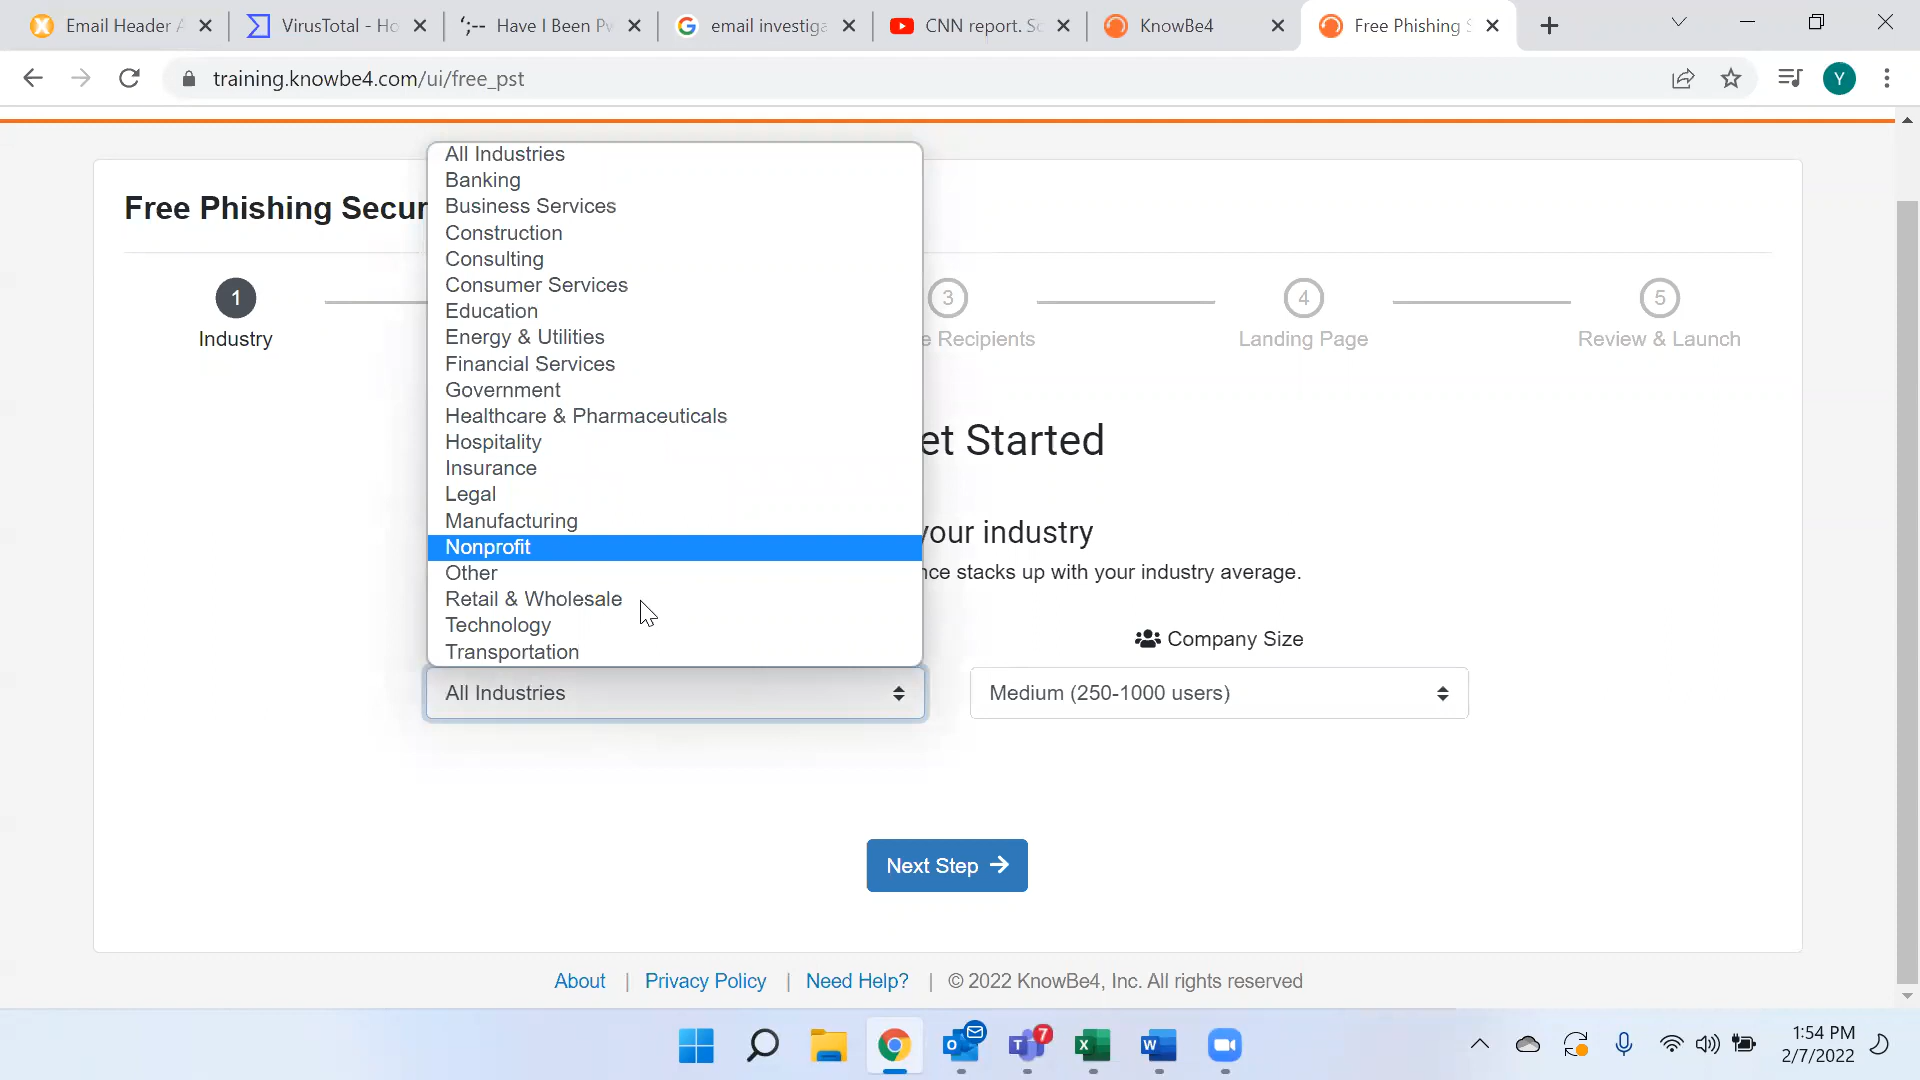 Email Header A
VirusTotal - Ho
Have I Been Pw
email investiga
CNN report. Sc
KnowBe4
Free Phishing S
training.knowbe4.com/ui/free_pst
Y
Free Phishing Secur
All Industries
Banking
Business Services
Construction
Consulting
Consumer Services
Education
Energy & Utilities
Financial Services
Government
Healthcare & Pharmaceuticals
Hospitality
Insurance
Legal
Manufacturing
Nonprofit
Other
Retail & Wholesale
Technology
Transportation
1
3
4
5
Industry
e Recipients
Landing Page
Review & Launch
et Started
your industry
nce stacks up with your industry average.
Company Size
All Industries
Medium (250-1000 users)
Next Step
About | Privacy Policy | Need Help? | © 2022 KnowBe4, Inc. All rights reserved
7
1:54 PM
2/7/2022